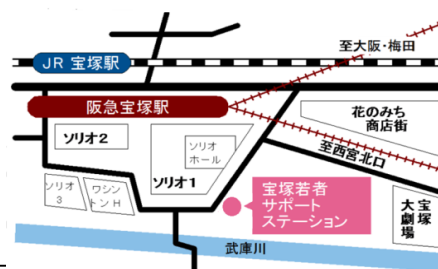 至大阪・梅田
JR 宝塚駅
阪急宝塚駅
花のみち
商店街
ソリオ2
ソリオ
ホール
至西宮北口
ソリオ1
ソリオ
3
ワシン
トンH
宝塚若者
サポート
ステーション
宝塚
大劇場
武庫川